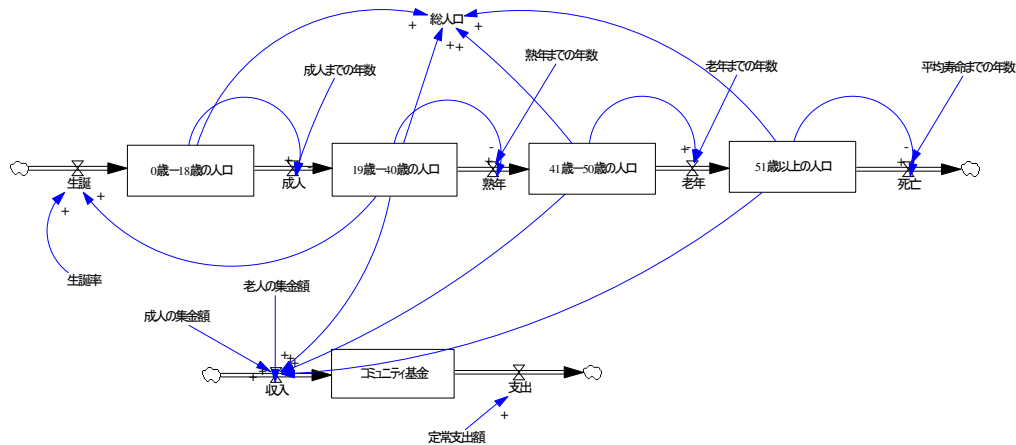 総人口
成人までの年数
熟年までの年数
老年までの年数
平均寿命までの年数
0歳ー18歳の人口
19歳ー40歳の人口
41歳ー50歳の人口
51歳以上の人口
生誕
成人
熟年
老年
死亡
生誕率
老人の集金額
成人の集金額
コミュニティ基金
収入
支出
定常支出額